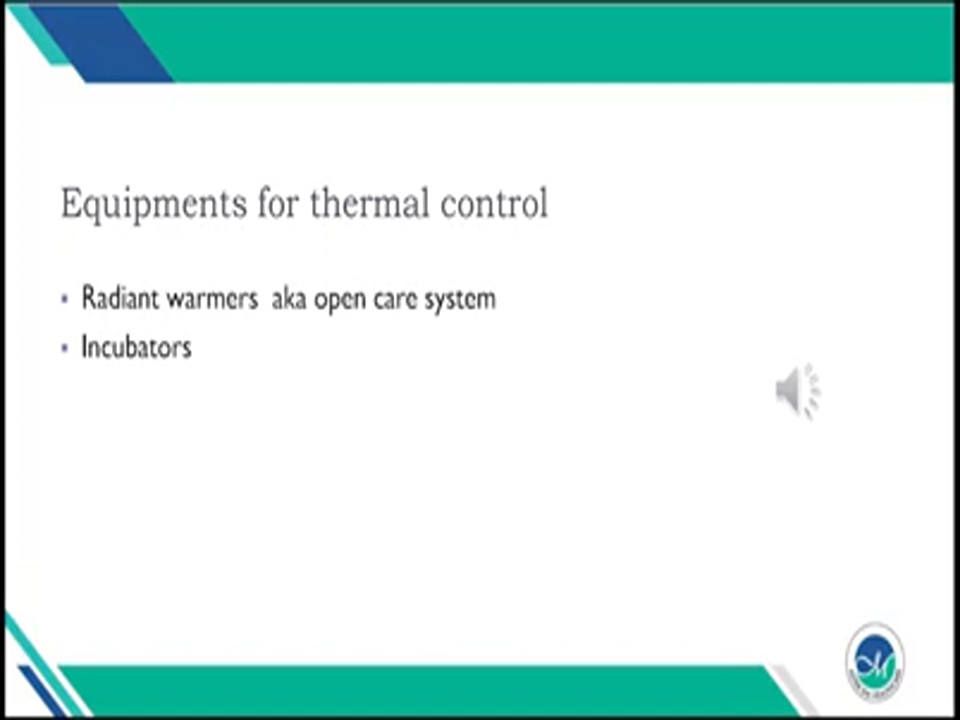 Equipments for thermal control
▪ Radiant warmers aka open care system
▪ Incubators